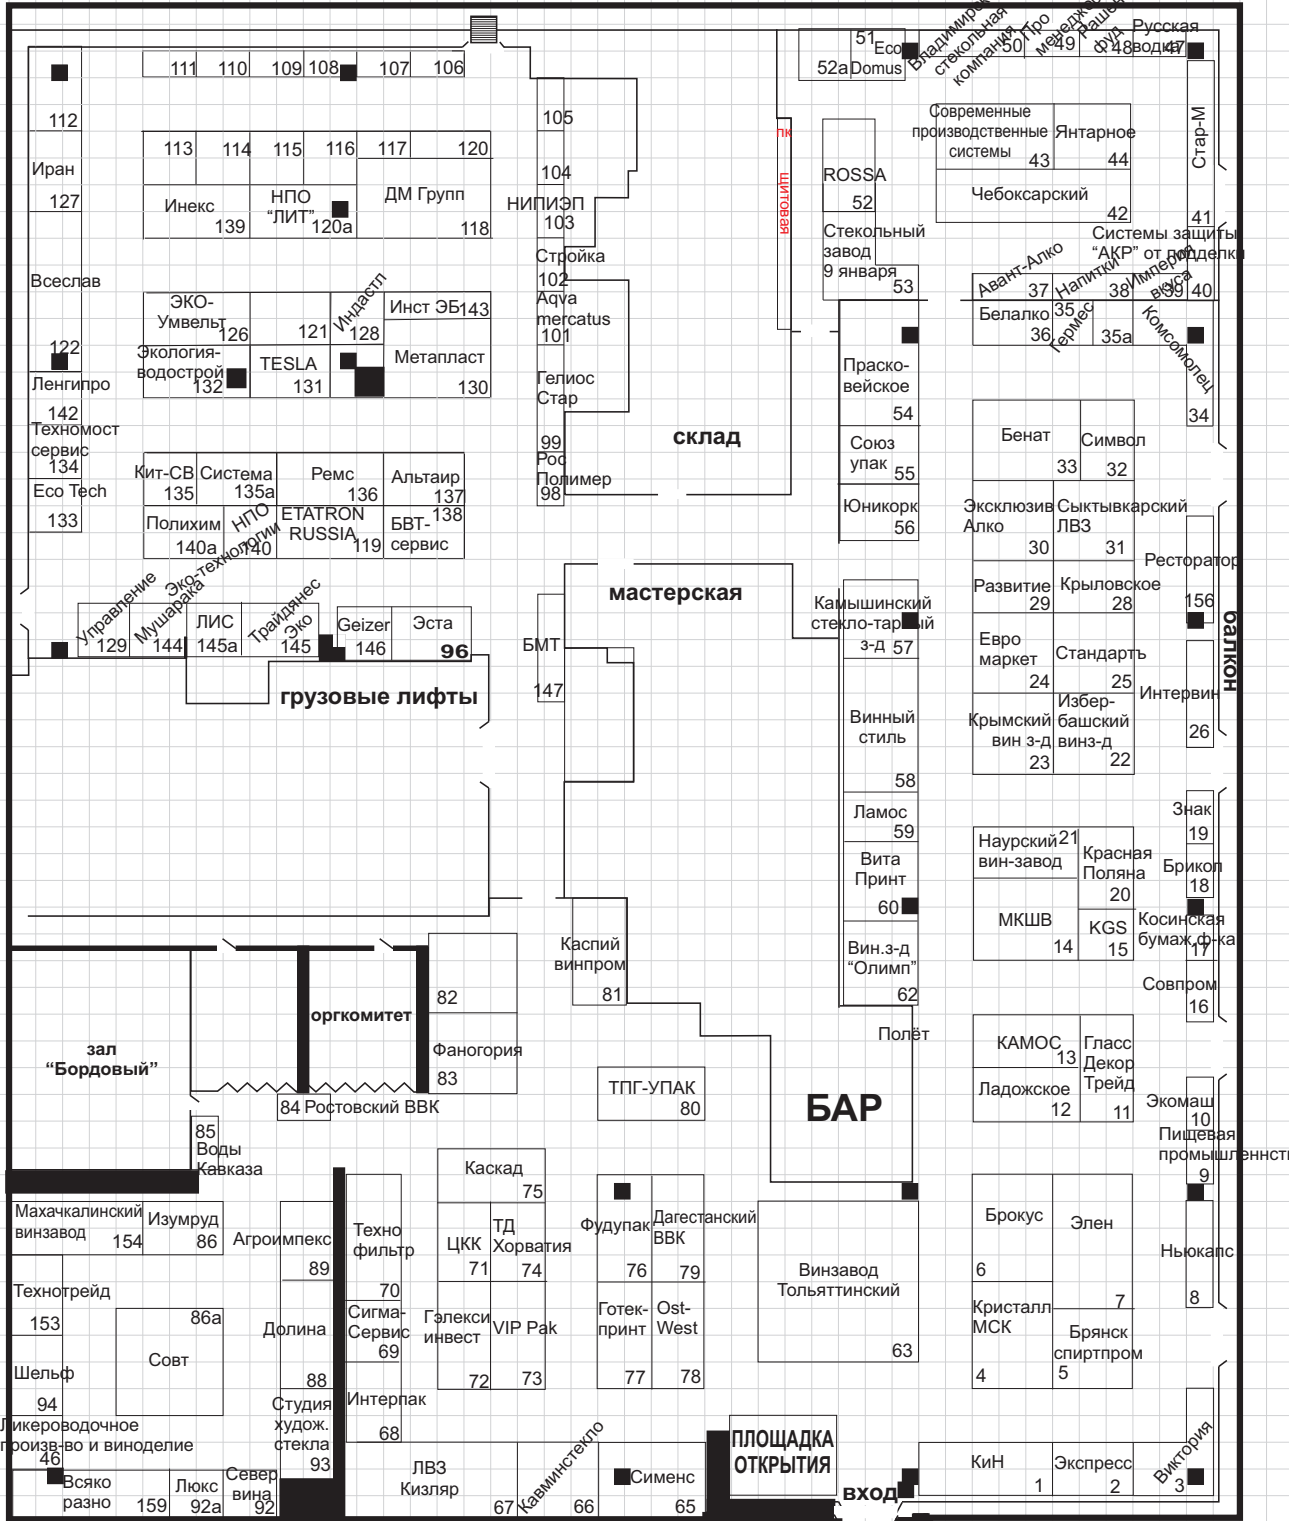 51
Eco
Domus
52a
Владимирск
стекольная
компания
50
Про
менеджер
49
Рашен
фуд
48
Русская
водка
47
111
110
109
108
107
106
112
Иран
127
Всеслав
122
Ленгипро
142
Техномост
сервис
134
Eco Tech
133
113
114
115
116
117
120
Инекс
139
НПО
“ЛИТ”
120а
ДМ Групп
118
ЭКО-
Умвельт
126
121
Индастл
128
Инст ЭБ
143
Экология-
водострой
132
TESLA
131
Метапласт
130
Кит-СВ
135
Система
135а
Ремс
136
Альтаир
137
Полихим
140а
НПО
Эко-технологии
140
ETATRON
RUSSIA
119
138
БВТ-
сервис
Управление
129
Мушарака
144
ЛИС
145а
Трайдянес
Эко
145
Geizer
146
Эста
96
грузовые лифты
105
104
НИПИЭП
103
Стройка
102
Aqva
mercatus
101
Гелиос
Стар
99
Рос
Полимер
98
БМТ
147
склад
мастерская
пк
щитовая
ROSSA
52
Стекольный
завод
9 января
53
Праско-
вейское
54
Союз
упак
55
Юникорк
56
Камышинский
стекло-тарный
з-д
57
Винный
стиль
58
Ламос
59
Вита
Принт
60
Вин.з-д
“Олимп”
62
Полёт
БАР
Современные
производственные
системы
43
Янтарное
44
Чебоксарский
42
Стар-М
41
Системы защиты
“АКР” от подделки
40
Авант-Алко
37
Напитки
38
Империя
вкуса
39
Белалко
36
35
Гермес
35а
Комсомолец
34
Бенат
33
Символ
32
Эксклюзив
Алко
30
Сыктывкарский
ЛВЗ
31
Развитие
29
Крыловское
28
Ресторатор
156
балкон
Евро
маркет
24
Стандартъ
25
Крымский
вин з-д
23
Избер-
башский
винз-д
22
Интервин
26
Знак
19
Наурский
вин-завод
21
Красная
Поляна
20
Брикол
18
МКШВ
14
KGS
15
Косинская
бумаж.ф-ка
17
Совпром
16
КАМОС
13
Гласс
Декор
Трейд
11
Ладожское
12
Экомаш
10
Пищевая
промышленнсть
9
Каспий
винпром
81
82
Фаногория
83
оргкомитет
зал
“Бордовый”
84 Ростовский ВВК
85
Воды
Кавказа
ТПГ-УПАК
80
Махачкалинский
винзавод
154
Изумруд
86
Агроимпекс
89
Технотрейд
153
86а
Совт
Долина
88
Шельф
94
Студия
худож.
стекла
93
Ликероводочное
произв-во и виноделие
46
Всяко
разно
159
Люкс
92а
Север
вина
92
Техно
фильтр
70
Сигма-
Сервис
69
Интерпак
68
Каскад
75
ЦКК
71
ТД
Хорватия
74
Гэлекси
инвест
72
VIP Pak
73
Фудупак
76
Дагестанский
ВВК
79
Готек-
принт
77
Ost-
West
78
Винзавод
Тольяттинский
63
Брокус
6
Элен
7
Ньюкапс
8
Кристалл
МСК
4
Брянск
спиртпром
5
ЛВЗ
Кизляр
67
Кавминстекло
66
Сименс
65
ПЛОЩАДКА
ОТКРЫТИЯ
вход
КиН
1
Экспресс
2
Виктория
3